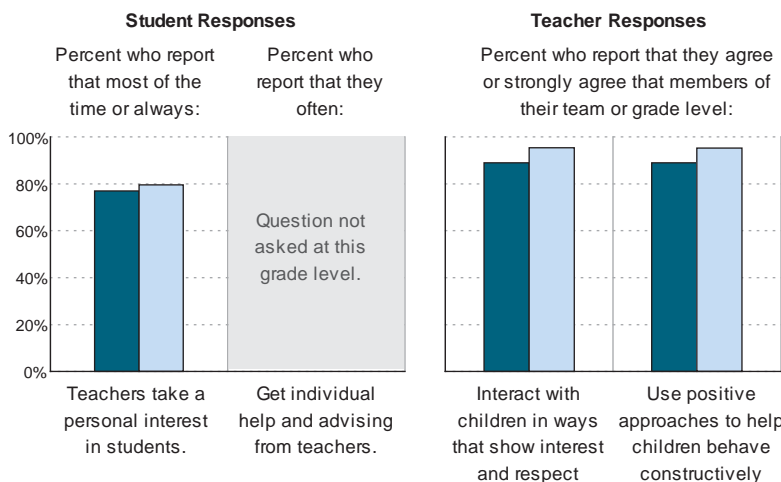 Student Responses
Percent who report
that most of the
time or always:
Percent who
report that they
often:
100%
80%
60%
40%
20%
0%
Question not
asked at this
grade level.
Teachers take a
personal interest
in students.
Get individual
help and advising
from teachers.
Teacher Responses
Percent who report that they agree
or strongly agree that members of
their team or grade level:
Interact with
children in ways
that show interest
and respect
Use positive
approaches to help
children behave
constructively